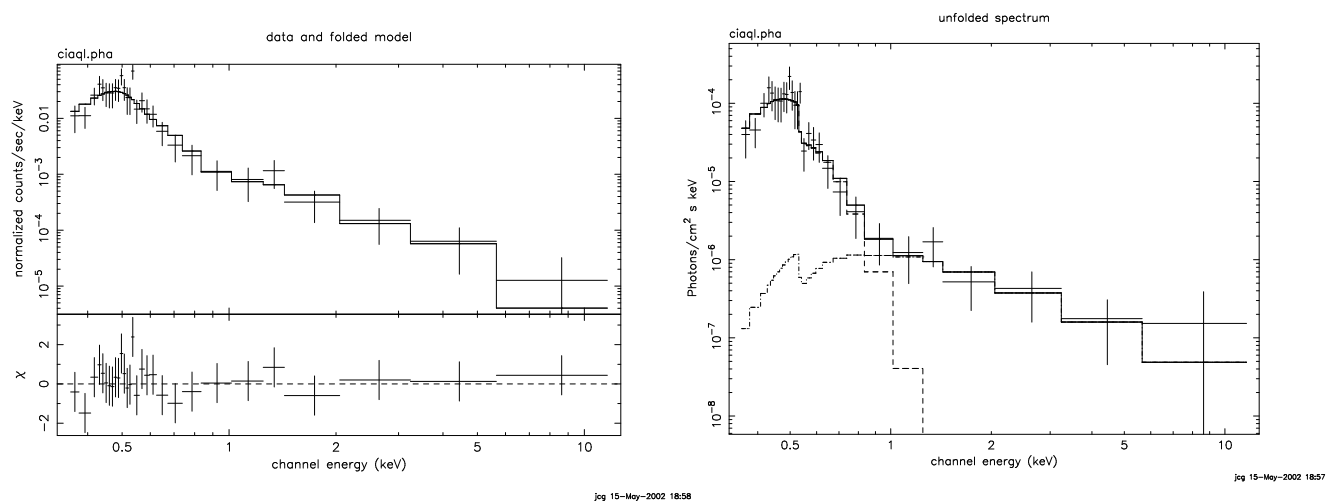 data and folded model
ciaql.pha
normalized counts/sec/keV
0.01
10⁻³
10⁻⁴
10⁻⁵
χ
2
0
−2
0.5
1
2
5
10
channel energy (keV)
jcg 15−May−2002 18:58
unfolded spectrum
ciaql.pha
Photons/cm² s keV
10⁻⁴
10⁻⁵
10⁻⁶
10⁻⁷
10⁻⁸
0.5
1
2
5
10
channel energy (keV)
jcg 15−May−2002 18:57